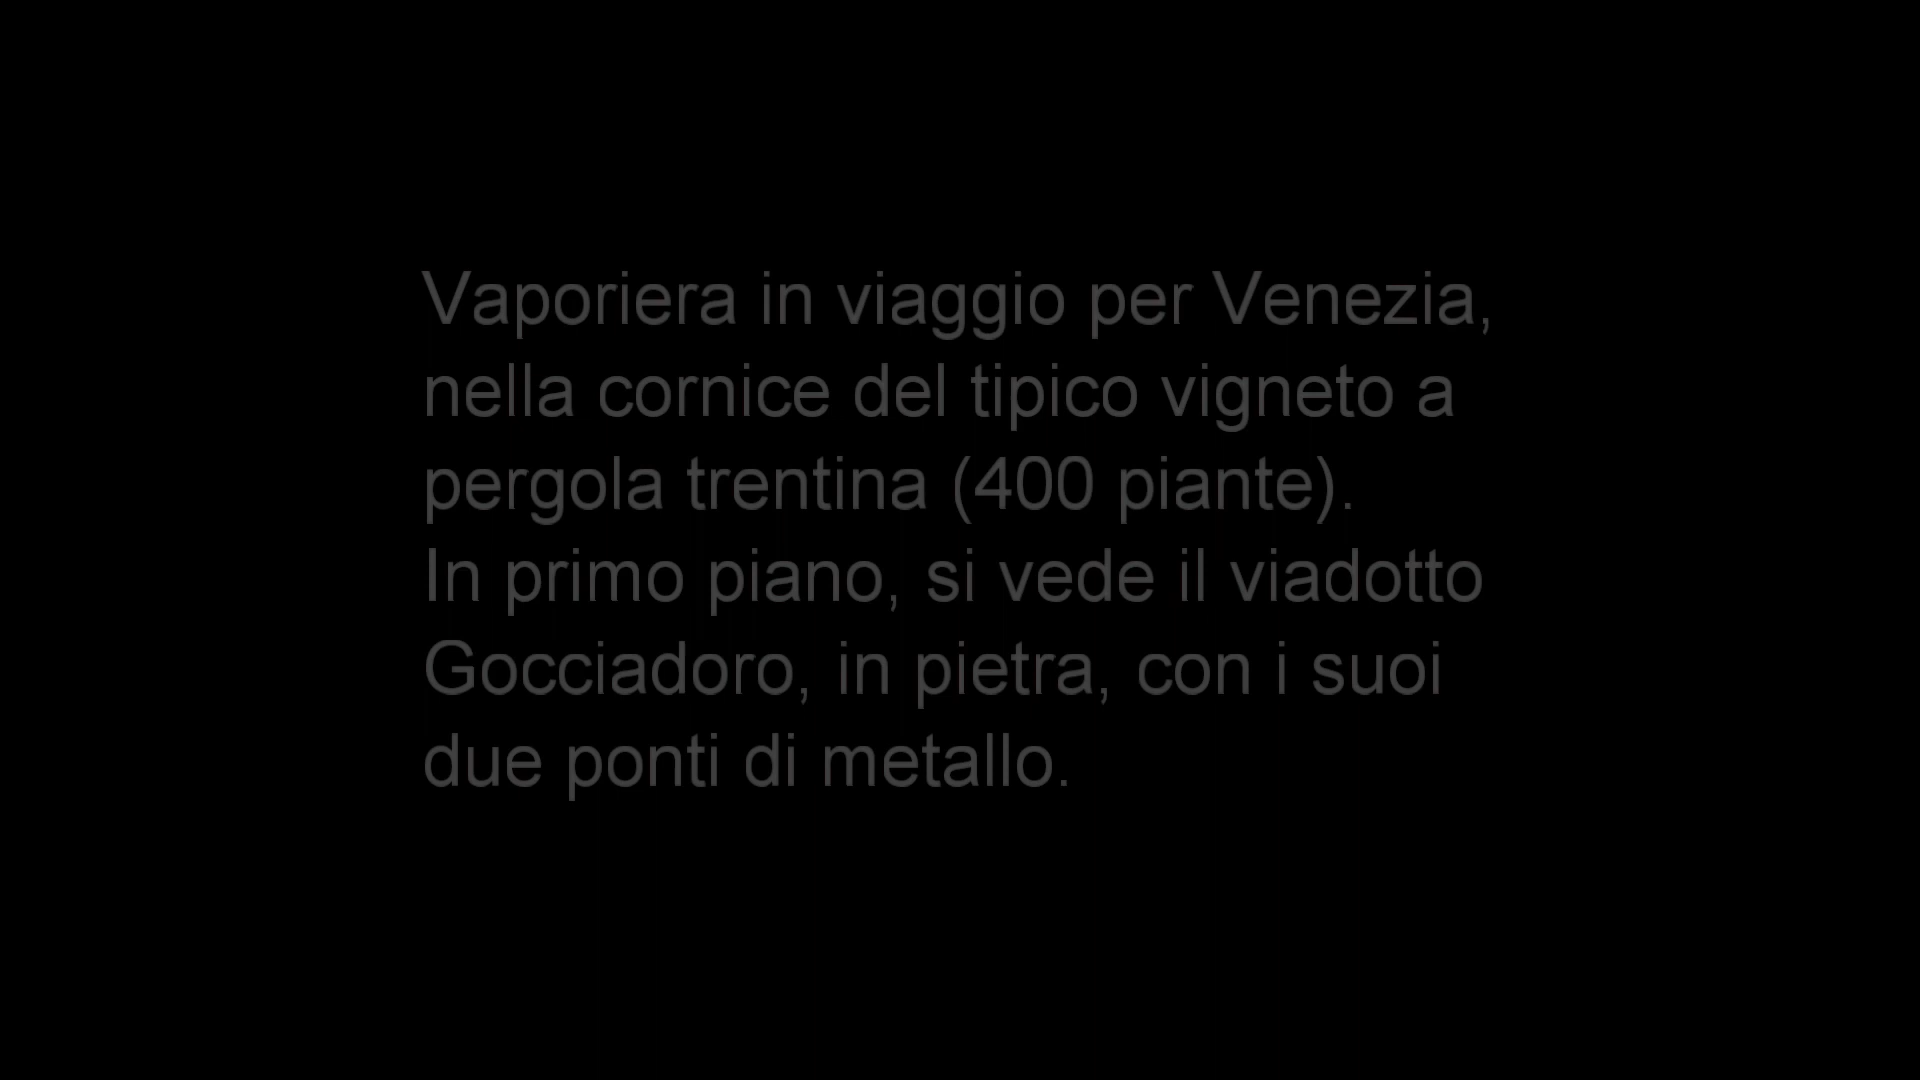 Vaporiera in viaggio per Venezia,
nella cornice del tipico vigneto a
pergola trentina (400 piante).
In primo piano, si vede il viadotto
Gocciadoro, in pietra, con i suoi
due ponti di metallo.